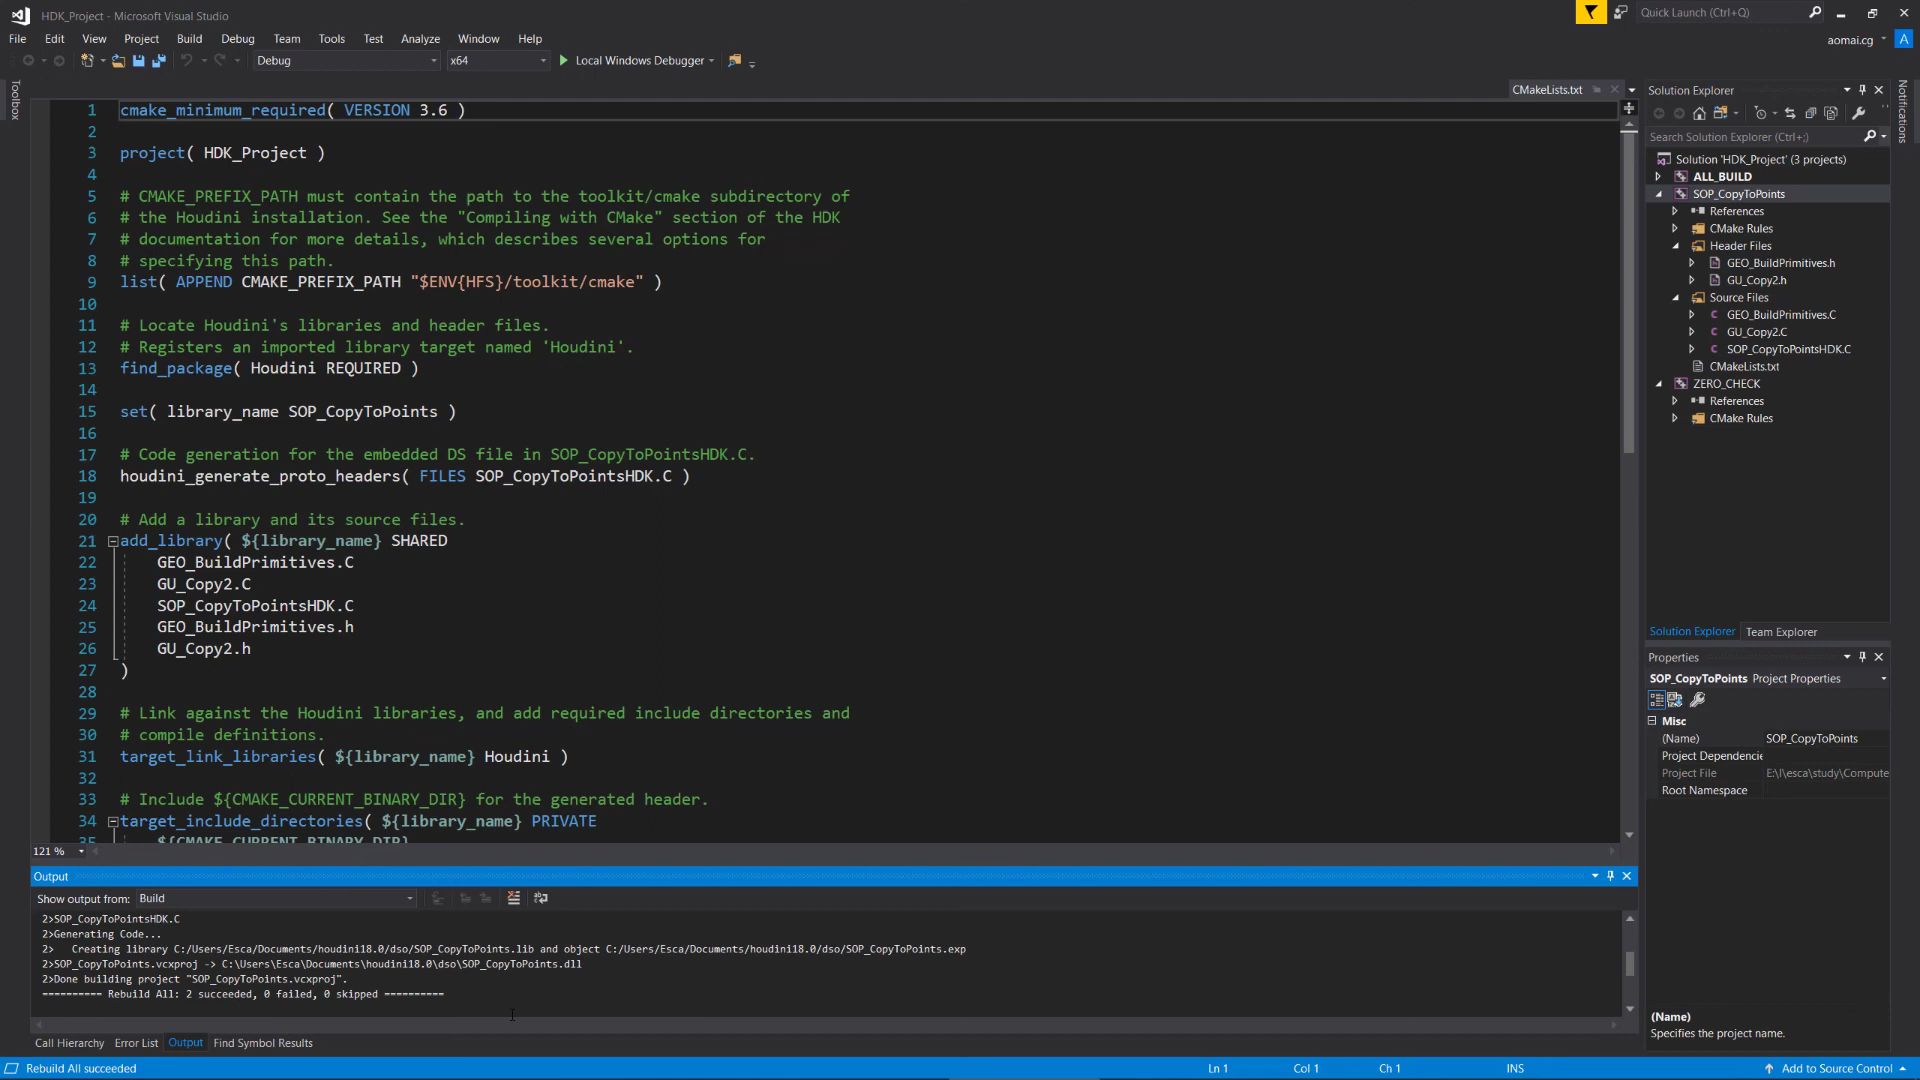 HDK_Project - Microsoft Visual Studio
Quick Launch (Ctrl+Q)
File Edit View Project Build Debug Team Tools Test Analyze Window Help
aomai.cg A
Debug x64 Local Windows Debugger
Toolbox
CMakeLists.txt
1 cmake_minimum_required( VERSION 3.6 )
2
3 project( HDK_Project )
4
5 # CMAKE_PREFIX_PATH must contain the path to the toolkit/cmake subdirectory of
6 # the Houdini installation. See the "Compiling with CMake" section of the HDK
7 # documentation for more details, which describes several options for
8 # specifying this path.
9 list( APPEND CMAKE_PREFIX_PATH "$ENV{HFS}/toolkit/cmake" )
10
11 # Locate Houdini's libraries and header files.
12 # Registers an imported library target named 'Houdini'.
13 find_package( Houdini REQUIRED )
14
15 set( library_name SOP_CopyToPoints )
16
17 # Code generation for the embedded DS file in SOP_CopyToPointsHDK.C.
18 houdini_generate_proto_headers( FILES SOP_CopyToPointsHDK.C )
19
20 # Add a library and its source files.
21 add_library( ${library_name} SHARED
22 GEO_BuildPrimitives.C
23 GU_Copy2.C
24 SOP_CopyToPointsHDK.C
25 GEO_BuildPrimitives.h
26 GU_Copy2.h
27 )
28
29 # Link against the Houdini libraries, and add required include directories and
30 # compile definitions.
31 target_link_libraries( ${library_name} Houdini )
32
33 # Include ${CMAKE_CURRENT_BINARY_DIR} for the generated header.
34 target_include_directories( ${library_name} PRIVATE
35 ${CMAKE_CURRENT_BINARY_DIR}
121 %
Output
Show output from: Build
2>SOP_CopyToPointsHDK.C
2>Generating Code...
2> Creating library C:/Users/Esca/Documents/houdini18.0/dso/SOP_CopyToPoints.lib and object C:/Users/Esca/Documents/houdini18.0/dso/SOP_CopyToPoints.exp
2>SOP_CopyToPoints.vcxproj -> C:\Users\Esca\Documents\houdini18.0\dso\SOP_CopyToPoints.dll
2>Done building project "SOP_CopyToPoints.vcxproj".
========== Rebuild All: 2 succeeded, 0 failed, 0 skipped ==========
Call Hierarchy Error List Output Find Symbol Results
Solution Explorer
Search Solution Explorer (Ctrl+;)
Solution 'HDK_Project' (3 projects)
ALL_BUILD
SOP_CopyToPoints
References
CMake Rules
Header Files
GEO_BuildPrimitives.h
GU_Copy2.h
Source Files
GEO_BuildPrimitives.C
GU_Copy2.C
SOP_CopyToPointsHDK.C
CMakeLists.txt
ZERO_CHECK
References
CMake Rules
Solution Explorer Team Explorer
Properties
SOP_CopyToPoints Project Properties
Misc
(Name) SOP_CopyToPoints
Project Dependencie
Project File E:\I\esca\study\Compute
Root Namespace
(Name)
Specifies the project name.
Notifications
Rebuild All succeeded Ln 1 Col 1 Ch 1 INS Add to Source Control